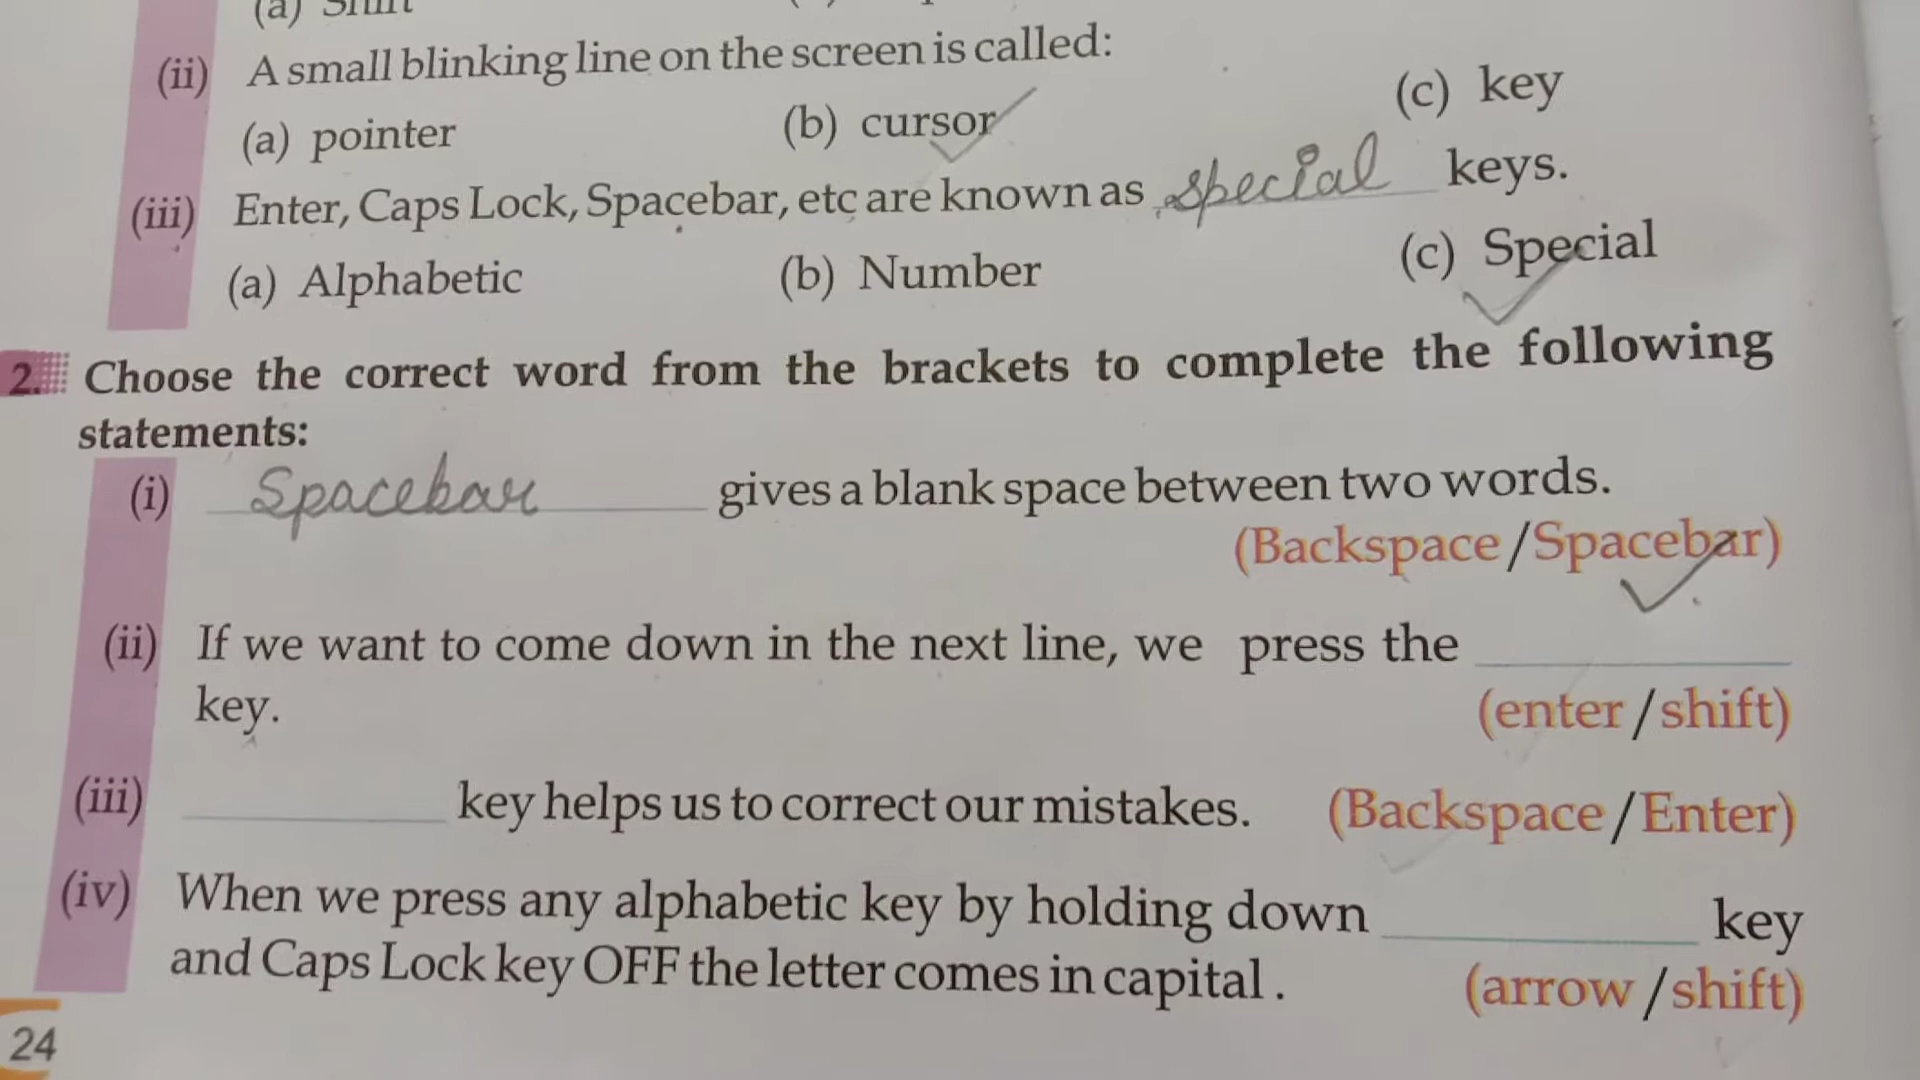 (a) Shift
(ii) A small blinking line on the screen is called:
(a) pointer (b) cursor (c) key
(iii) Enter, Caps Lock, Spacebar, etc are known as special keys.
(a) Alphabetic (b) Number (c) Special
2. Choose the correct word from the brackets to complete the following
statements:
(i) Spacebar gives a blank space between two words.
(Backspace/Spacebar)
(ii) If we want to come down in the next line, we press the
key. (enter/shift)
(iii) key helps us to correct our mistakes. (Backspace/Enter)
(iv) When we press any alphabetic key by holding down key
and Caps Lock key OFF the letter comes in capital. (arrow/shift)
24